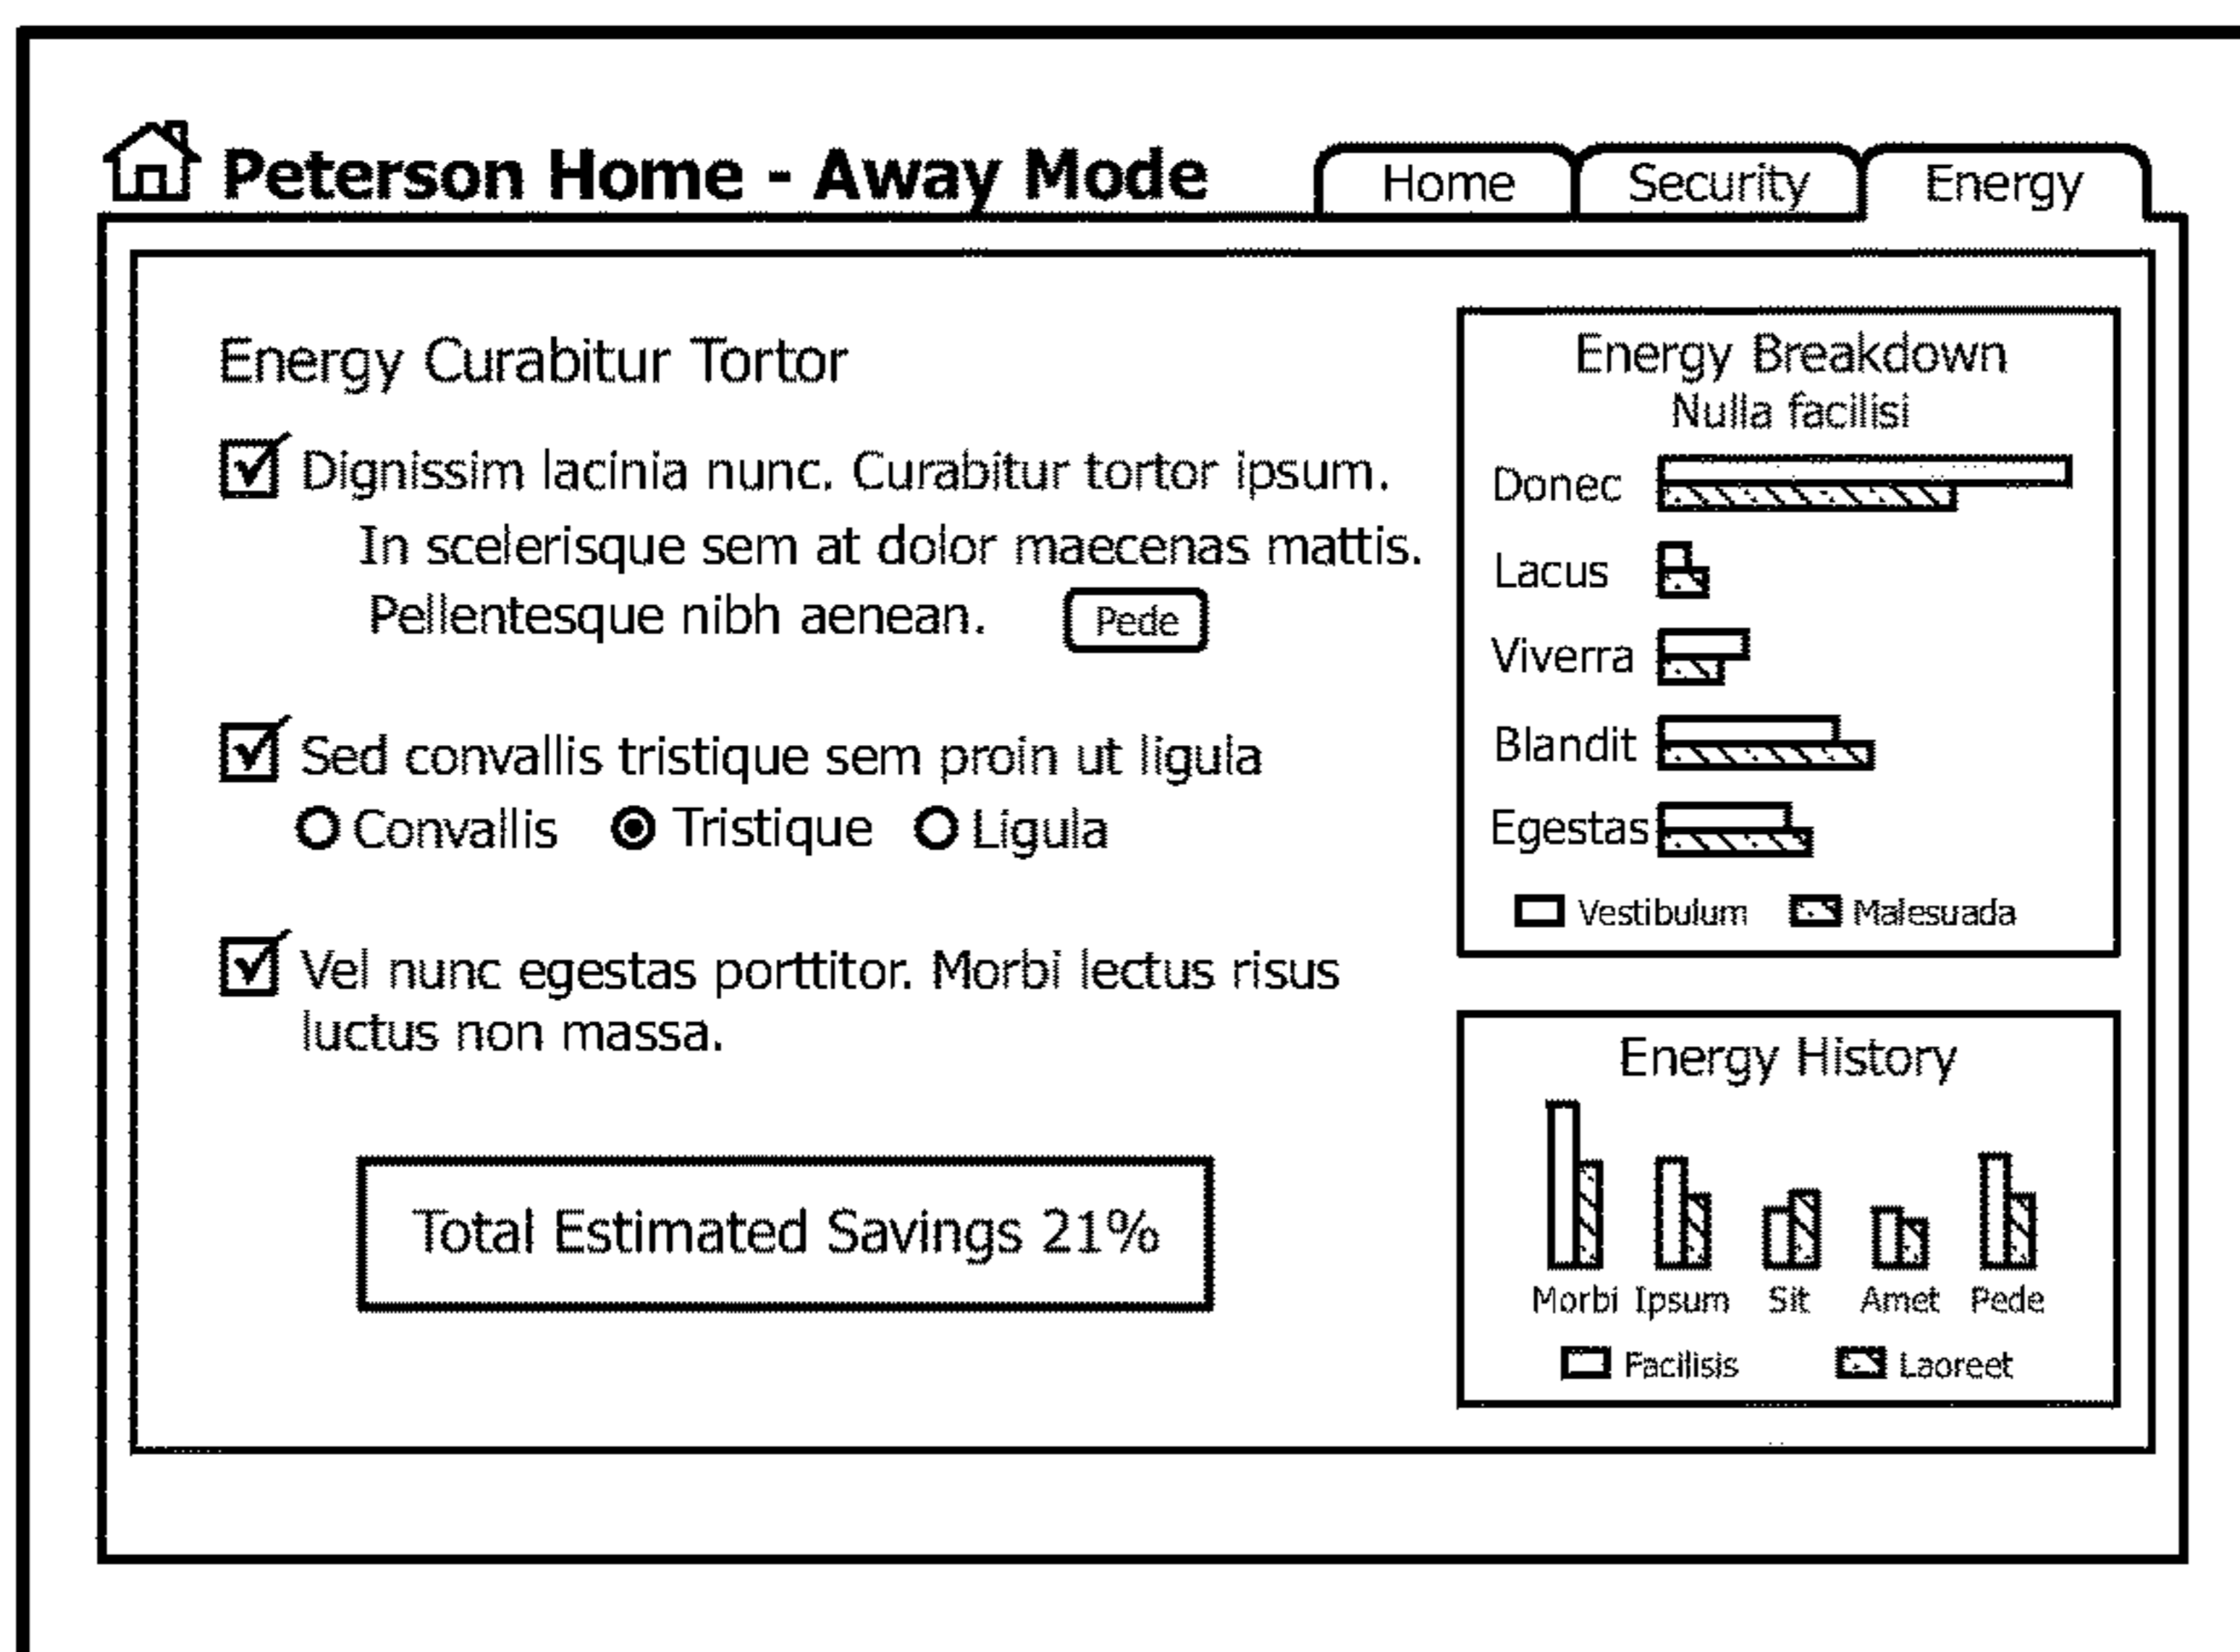 Peterson Home - Away Mode
Home
Security
Energy
Energy Curabitur Tortor
Dignissim lacinia nunc. Curabitur tortor ipsum.
In scelerisque sem at dolor maecenas mattis.
Pellentesque nibh aenean.
Pede
Sed convallis tristique sem proin ut ligula
Convallis
Tristique
Ligula
Vel nunc egestas porttitor. Morbi lectus risus
luctus non massa.
Total Estimated Savings 21%
Energy Breakdown
Nulla facilisi
Donec
Lacus
Viverra
Blandit
Egestas
Vestibulum
Malesuada
Energy History
Morbi
Ipsum
Sit
Amet
Pede
Facilisis
Laoreet